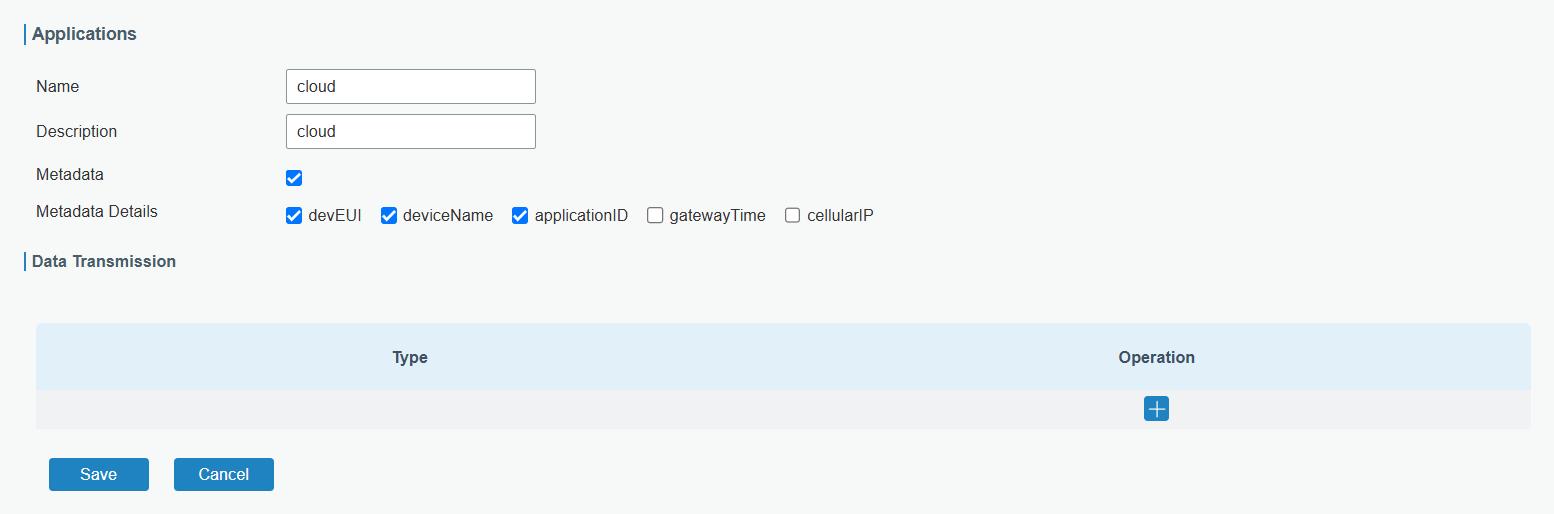 Applications
Name cloud
Description cloud
Metadata
Metadata Details devEUI deviceName applicationID gatewayTime cellularIP
Data Transmission
Type Operation
Save Cancel